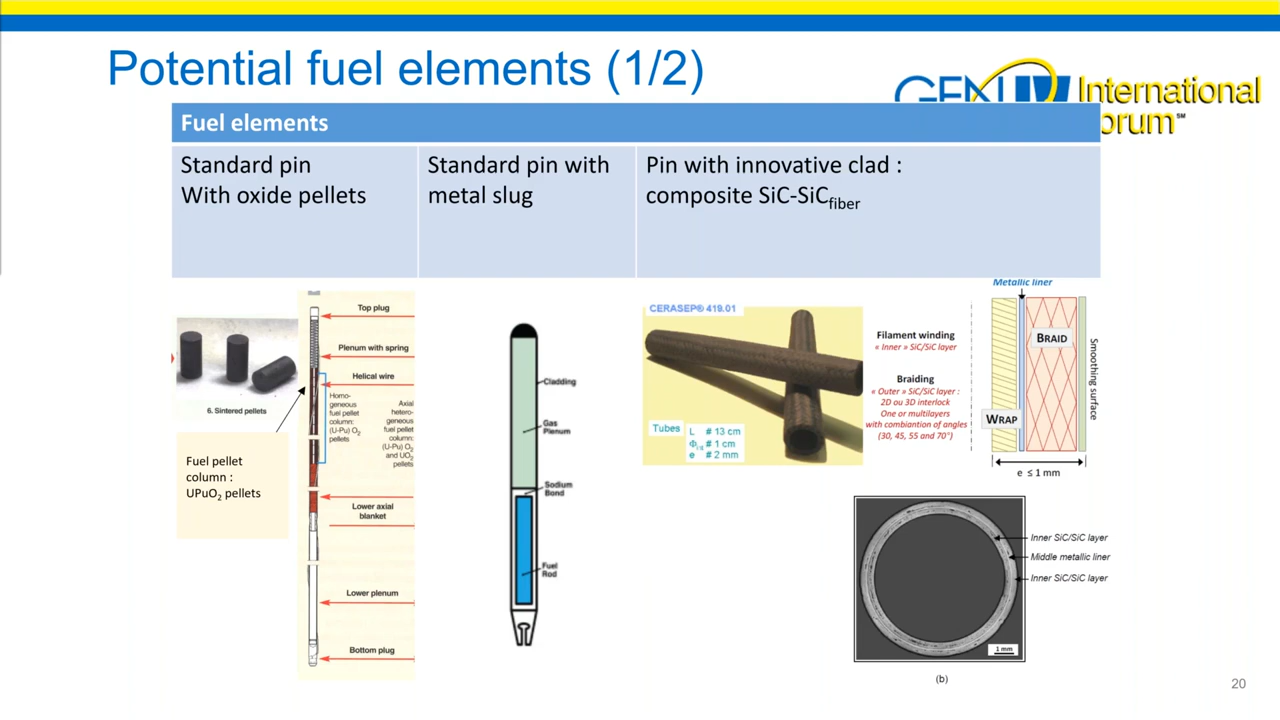 Potential fuel elements (1/2)
GEN IV International
Forum℠
Fuel elements
Standard pin
With oxide pellets
Standard pin with
metal slug
Pin with innovative clad :
composite SiC-SiCfiber
6. Sintered pellets
Fuel pellet
column :
UPuO2 pellets
Top plug
Plenum with spring
Helical wire
Homo-
geneous
fuel pellet
column:
(U-Pu) O2
pellets
Axial
hetero-
geneous
fuel pellet
column:
(U-Pu) O2
and UO2
pellets
Lower axial
blanket
Lower plenum
Bottom plug
Cladding
Gas
Plenum
Sodium
Bond
Fuel
Rod
CERASEP® 419.01
Tubes
L # 13 cm
# 1 cm
e # 2 mm
Filament winding
« Inner » SiC/SiC layer
Braiding
« Outer » SiC/SiC layer :
2D ou 3D interlock
One or multilayers
with combiantion of angles
(30, 45, 55 and 70°)
Metallic liner
BRAID
WRAP
Smoothing surface
e ≤ 1 mm
Inner SiC/SiC layer
Middle metallic liner
Inner SiC/SiC layer
1 mm
(b)
20